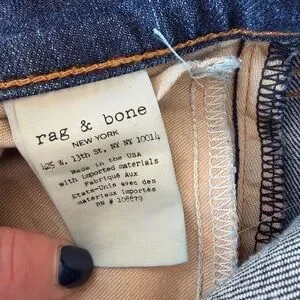 rag & bone
NEW YORK
425 W. 13th St, NY NY 10014
Made in the USA
with imported materials
Fabriqué Aux
Etats-Unis avec des
matériaux importés
RN # 108879